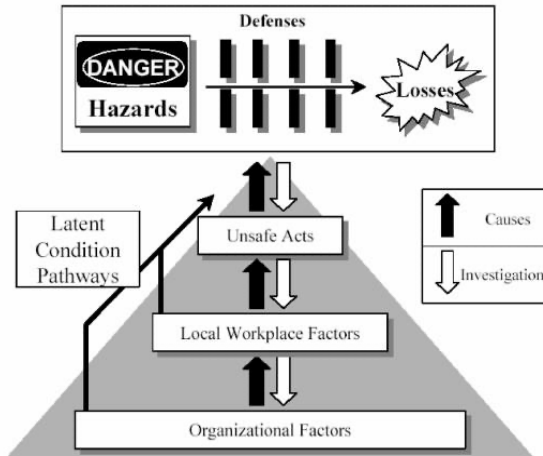 Defenses
DANGER
Hazards
Losses
Latent
Condition
Pathways
Unsafe Acts
Causes
Investigation
Local Workplace Factors
Organizational Factors